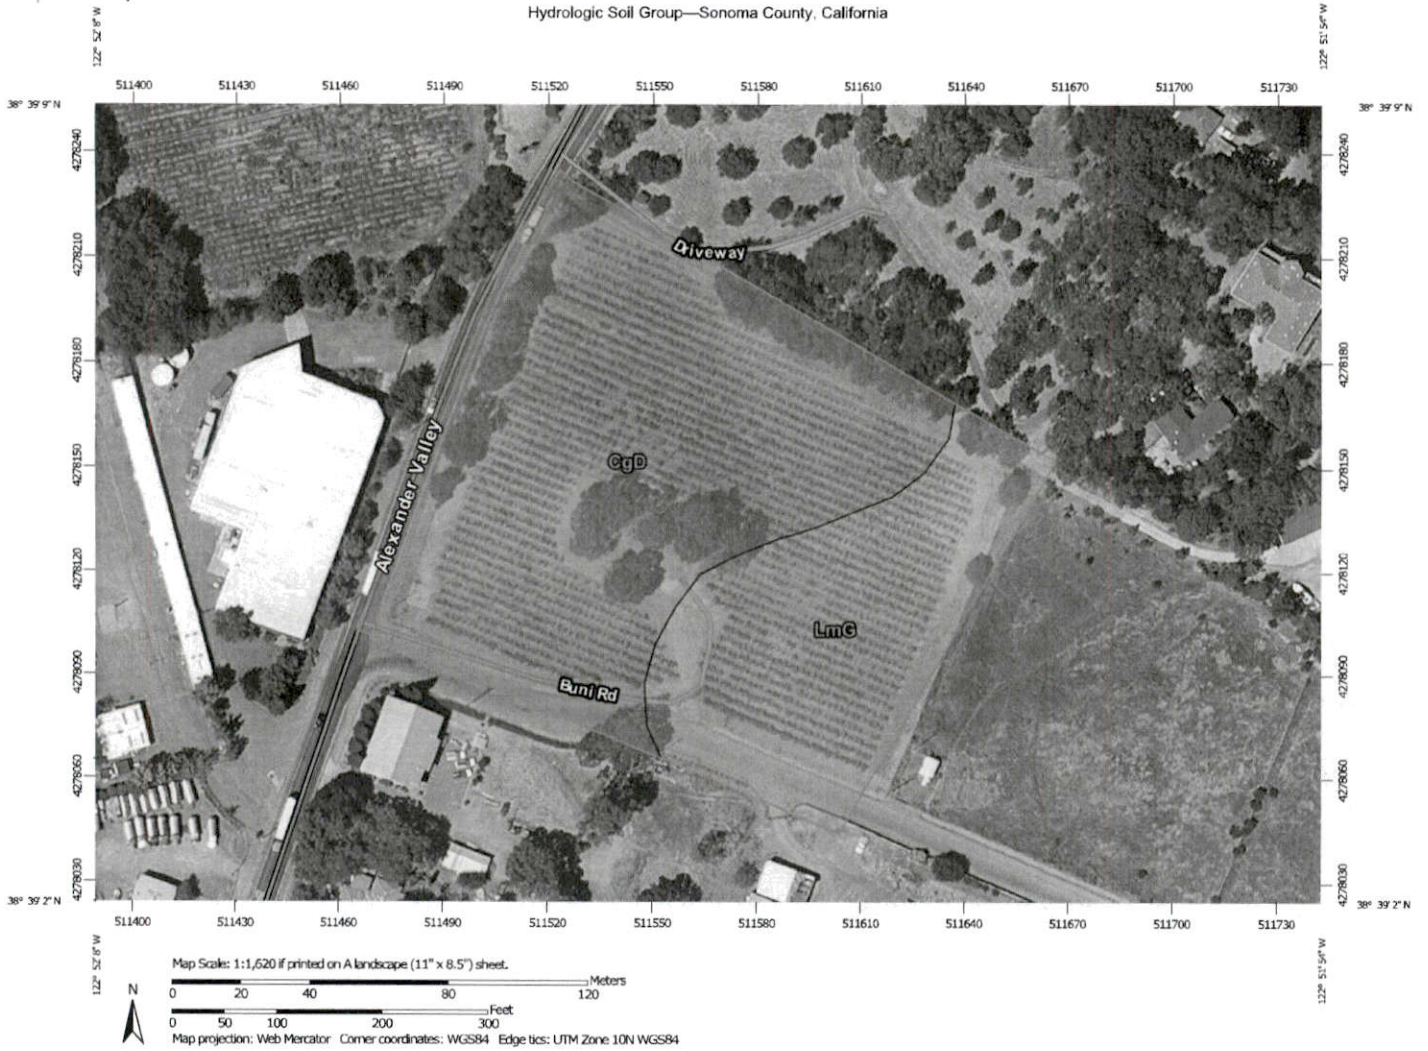 Hydrologic Soil Group—Sonoma County, California
122° 52' 8" W
122° 51' 54" W
511400 511430 511460 511490 511520 511550 511580 511610 511640 511670 511700 511730
38° 39' 9" N
38° 39' 9" N
4278240
4278240
4278210
4278210
Driveway
4278180
4278180
4278150
4278150
CgD
Alexander Valley
4278120
4278120
LmG
4278090
4278090
Buni Rd
4278060
4278060
4278030
4278030
38° 39' 2" N
38° 39' 2" N
511400 511430 511460 511490 511520 511550 511580 511610 511640 511670 511700 511730
122° 52' 8" W
122° 51' 54" W
Map Scale: 1:1,620 if printed on A landscape (11" x 8.5") sheet.
N
Meters
0 20 40 80 120
Feet
0 50 100 200 300
Map projection: Web Mercator Corner coordinates: WGS84 Edge tics: UTM Zone 10N WGS84